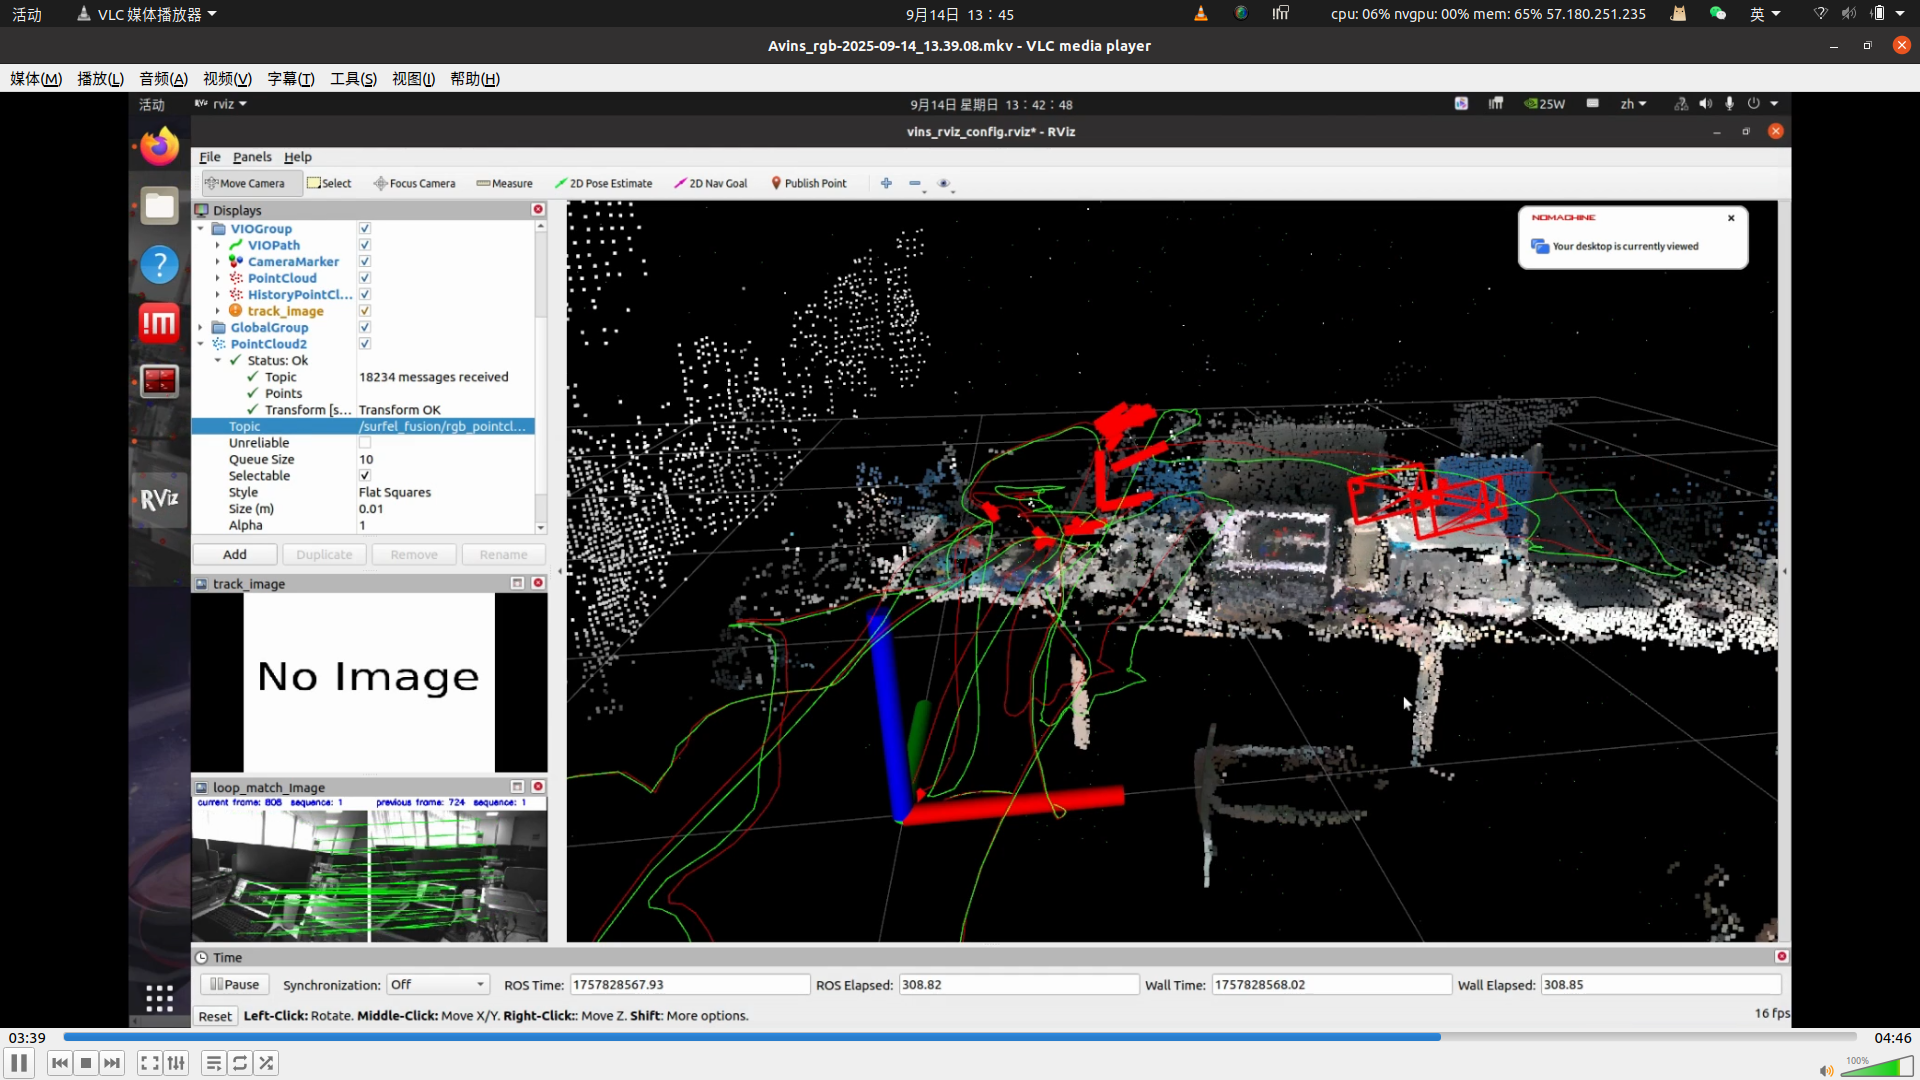 活动 VLC 媒体播放器 9月14日 13：45 cpu: 06% nvgpu: 00% mem: 65% 57.180.251.235 英
Avins_rgb-2025-09-14_13.39.08.mkv - VLC media player
媒体(M) 播放(L) 音频(A) 视频(V) 字幕(T) 工具(S) 视图(I) 帮助(H)
活动 rviz 9月14日 星期日 13：42：48 25W zh
vins_rviz_config.rviz* - RViz
File Panels Help
Move Camera Select Focus Camera Measure 2D Pose Estimate 2D Nav Goal Publish Point
Displays
VIOGroup
VIOPath
CameraMarker
PointCloud
HistoryPointCl...
track_image
GlobalGroup
PointCloud2
Status: Ok
Topic 18234 messages received
Points
Transform [s... Transform OK
Topic /surfel_fusion/rgb_pointcl...
Unreliable
Queue Size 10
Selectable
Style Flat Squares
Size (m) 0.01
Alpha 1
Add Duplicate Remove Rename
track_image
No Image
loop_match_Image
current frame: 808 sequence: 1 previous frame: 724 sequence: 1
NOMACHINE
Your desktop is currently viewed
RViz
Time
Pause Synchronization: Off ROS Time: 1757828567.93 ROS Elapsed: 308.82 Wall Time: 1757828568.02 Wall Elapsed: 308.85
Reset Left-Click: Rotate. Middle-Click: Move X/Y. Right-Click:: Move Z. Shift: More options. 16 fps
03:39 04:46
100%